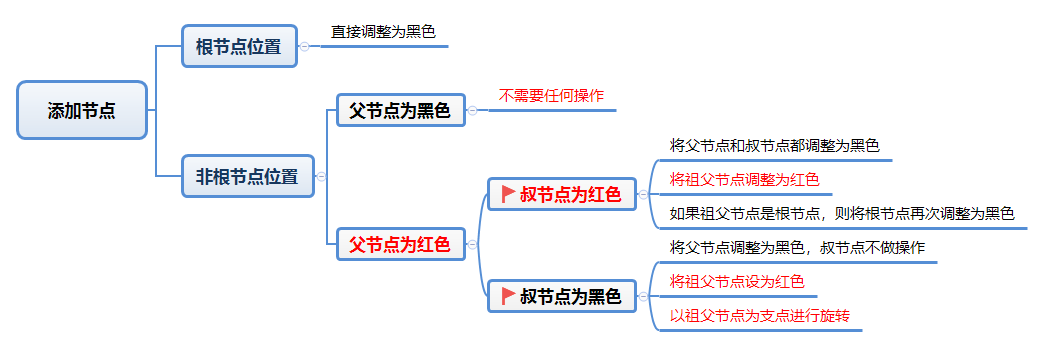 添加节点
根节点位置
直接调整为黑色
非根节点位置
父节点为黑色
不需要任何操作
父节点为红色
叔节点为红色
将父节点和叔节点都调整为黑色
将祖父节点调整为红色
如果祖父节点是根节点，则将根节点再次调整为黑色
叔节点为黑色
将父节点调整为黑色，叔节点不做操作
将祖父节点设为红色
以祖父节点为支点进行旋转